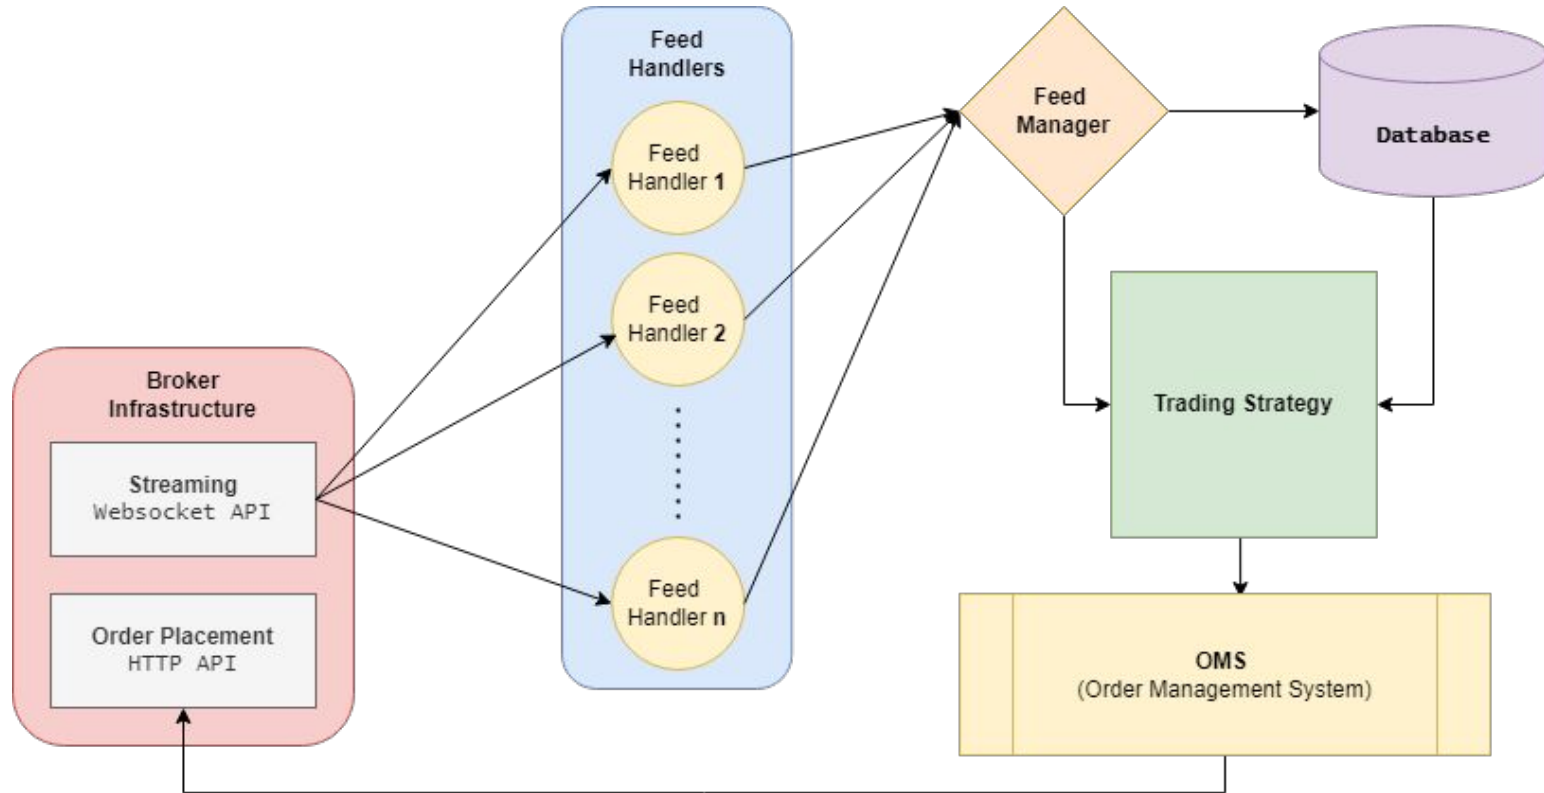 Feed
Handlers
Feed
Handler 1
Feed
Handler 2
Feed
Handler n
Feed
Manager
Database
Broker
Infrastructure
Streaming
Websocket API
Order Placement
HTTP API
Trading Strategy
OMS
(Order Management System)